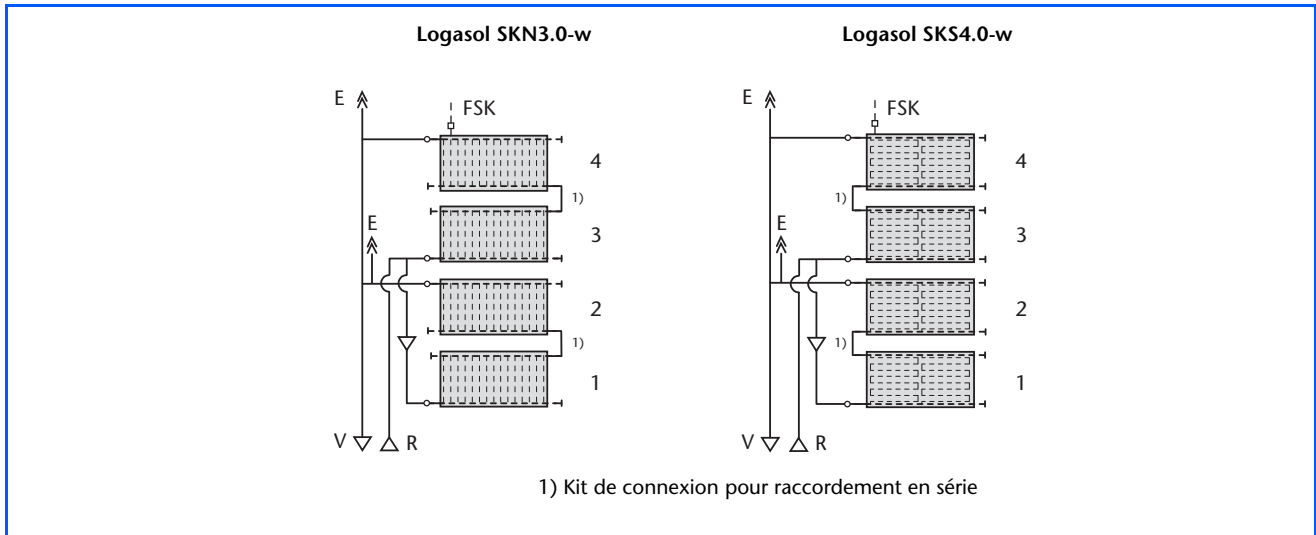 Logasol SKN3.0-w
Logasol SKS4.0-w
E
FSK
4
1)
3
E
2
1)
1
V
R
E
FSK
4
1)
3
E
2
1)
1
V
R
1) Kit de connexion pour raccordement en série